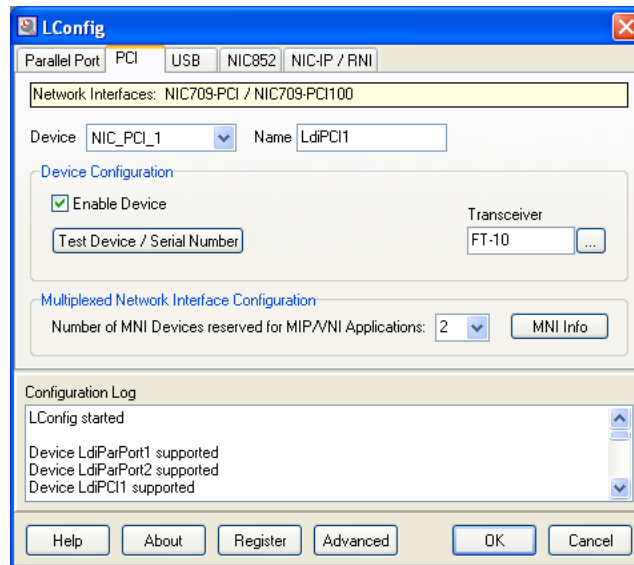 LConfig
Parallel Port PCI USB NIC852 NIC-IP / RNI
Network Interfaces: NIC709-PCI / NIC709-PCI100
Device NIC_PCI_1 Name LdiPCI1
Device Configuration
Enable Device
Transceiver
Test Device / Serial Number FT-10 ...
Multiplexed Network Interface Configuration
Number of MNI Devices reserved for MIP/VNI Applications: 2 MNI Info
Configuration Log
LConfig started
Device LdiParPort1 supported
Device LdiParPort2 supported
Device LdiPCI1 supported
Help About Register Advanced OK Cancel